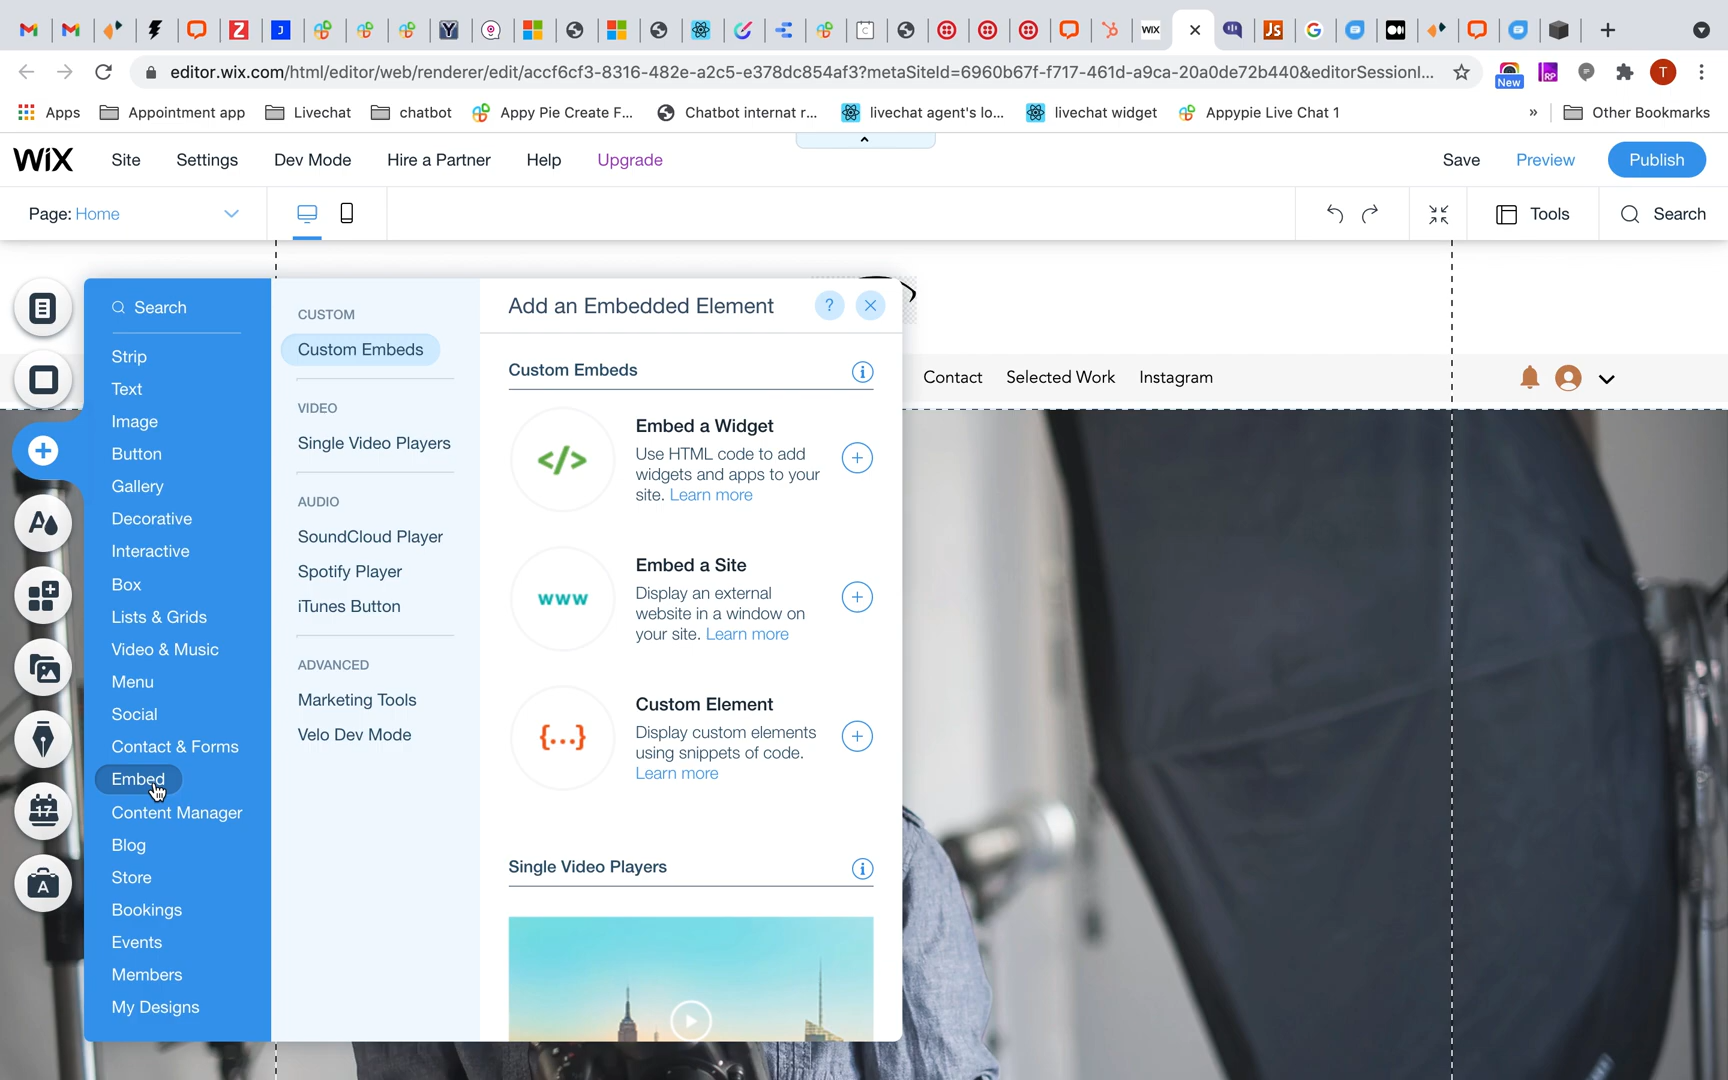 editor.wix.com/html/editor/web/renderer/edit/accf6cf3-8316-482e-a2c5-e378dc854af3?metaSiteId=6960b67f-f717-461d-a9ca-20a0de72b440&editorSessionI...
New
RP
T
Apps
Appointment app
Livechat
chatbot
Appy Pie Create F...
Chatbot internat r...
livechat agent's lo...
livechat widget
Appypie Live Chat 1
»
Other Bookmarks
WiX
Site
Settings
Dev Mode
Hire a Partner
Help
Upgrade
Save
Preview
Publish
Page: Home
Tools
Search
Search
Strip
Text
Image
Button
Gallery
Decorative
Interactive
Box
Lists & Grids
Video & Music
Menu
Social
Contact & Forms
Embed
Content Manager
Blog
Store
Bookings
Events
Members
My Designs
CUSTOM
Custom Embeds
VIDEO
Single Video Players
AUDIO
SoundCloud Player
Spotify Player
iTunes Button
ADVANCED
Marketing Tools
Velo Dev Mode
Add an Embedded Element
?
Custom Embeds
</>
Embed a Widget
Use HTML code to add
widgets and apps to your
site. Learn more
www
Embed a Site
Display an external
website in a window on
your site. Learn more
{...}
Custom Element
Display custom elements
using snippets of code.
Learn more
Single Video Players
Contact
Selected Work
Instagram
17
A